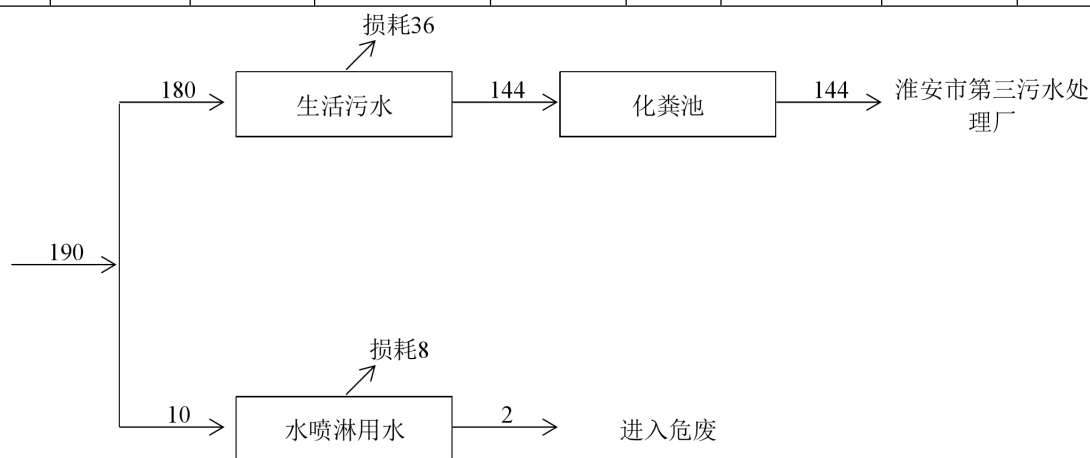 损耗36
180
生活污水
144
化粪池
144
淮安市第三污水处
理厂
190
损耗8
10
水喷淋用水
2
进入危废